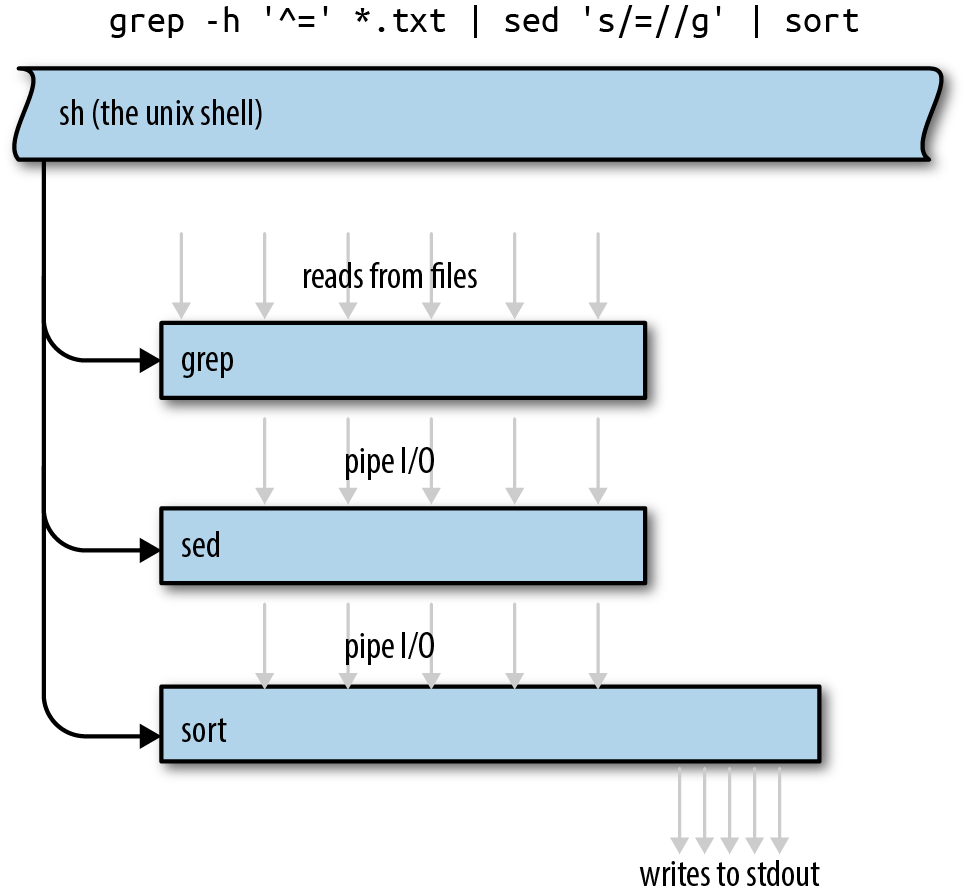 grep -h '^=' *.txt | sed 's/=//g' | sort
sh (the unix shell)
reads from files
grep
pipe I/O
sed
pipe I/O
sort
writes to stdout